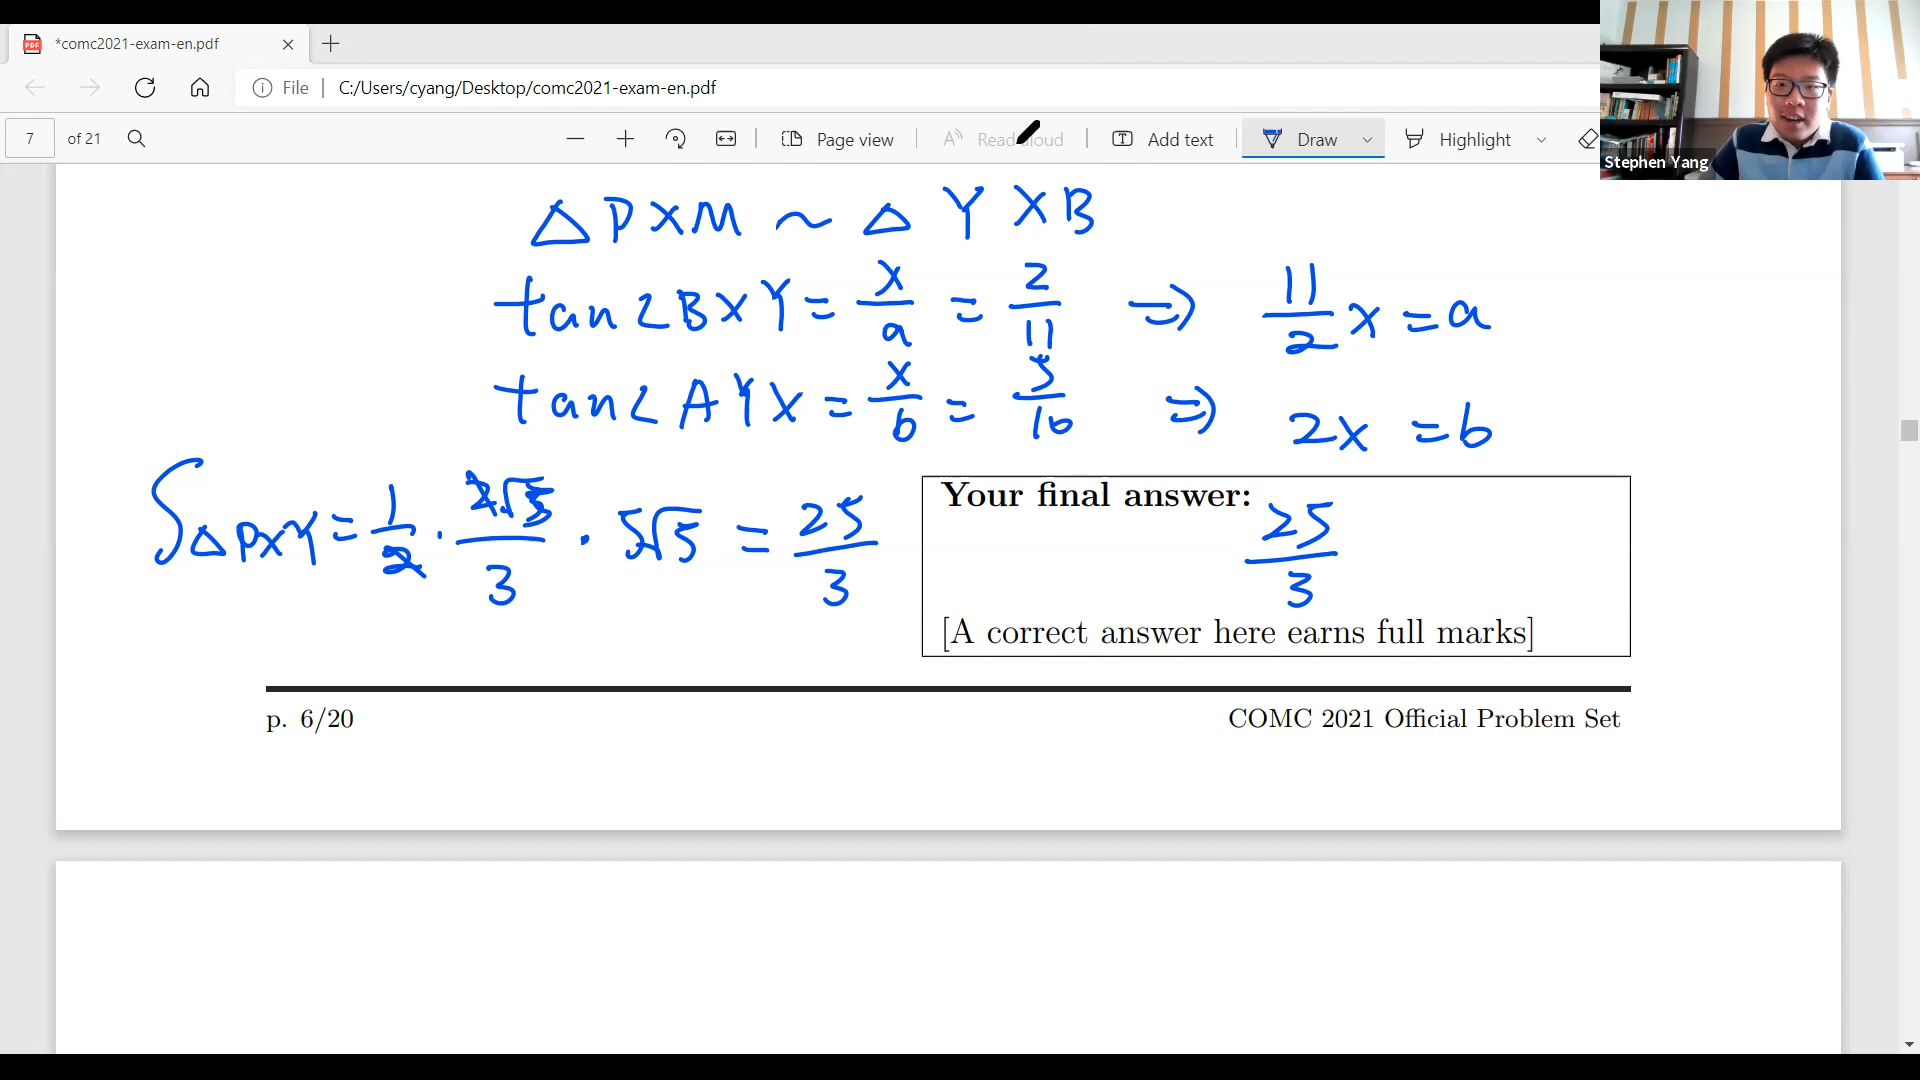 *comc2021-exam-en.pdf
File | C:/Users/cyang/Desktop/comc2021-exam-en.pdf
7 of 21 Page view Read aloud Add text Draw Highlight
Stephen Yang
△PXM ~ △YXB
tan∠BXY = x/a = 2/11 ⇒ 11/2 x = a
tan∠AYX = x/b = 5/10 ⇒ 2x = b
S△PXY = 1/2 · 2√5/3 · 5√5 = 25/3
Your final answer:
25/3
[A correct answer here earns full marks]
p. 6/20 COMC 2021 Official Problem Set